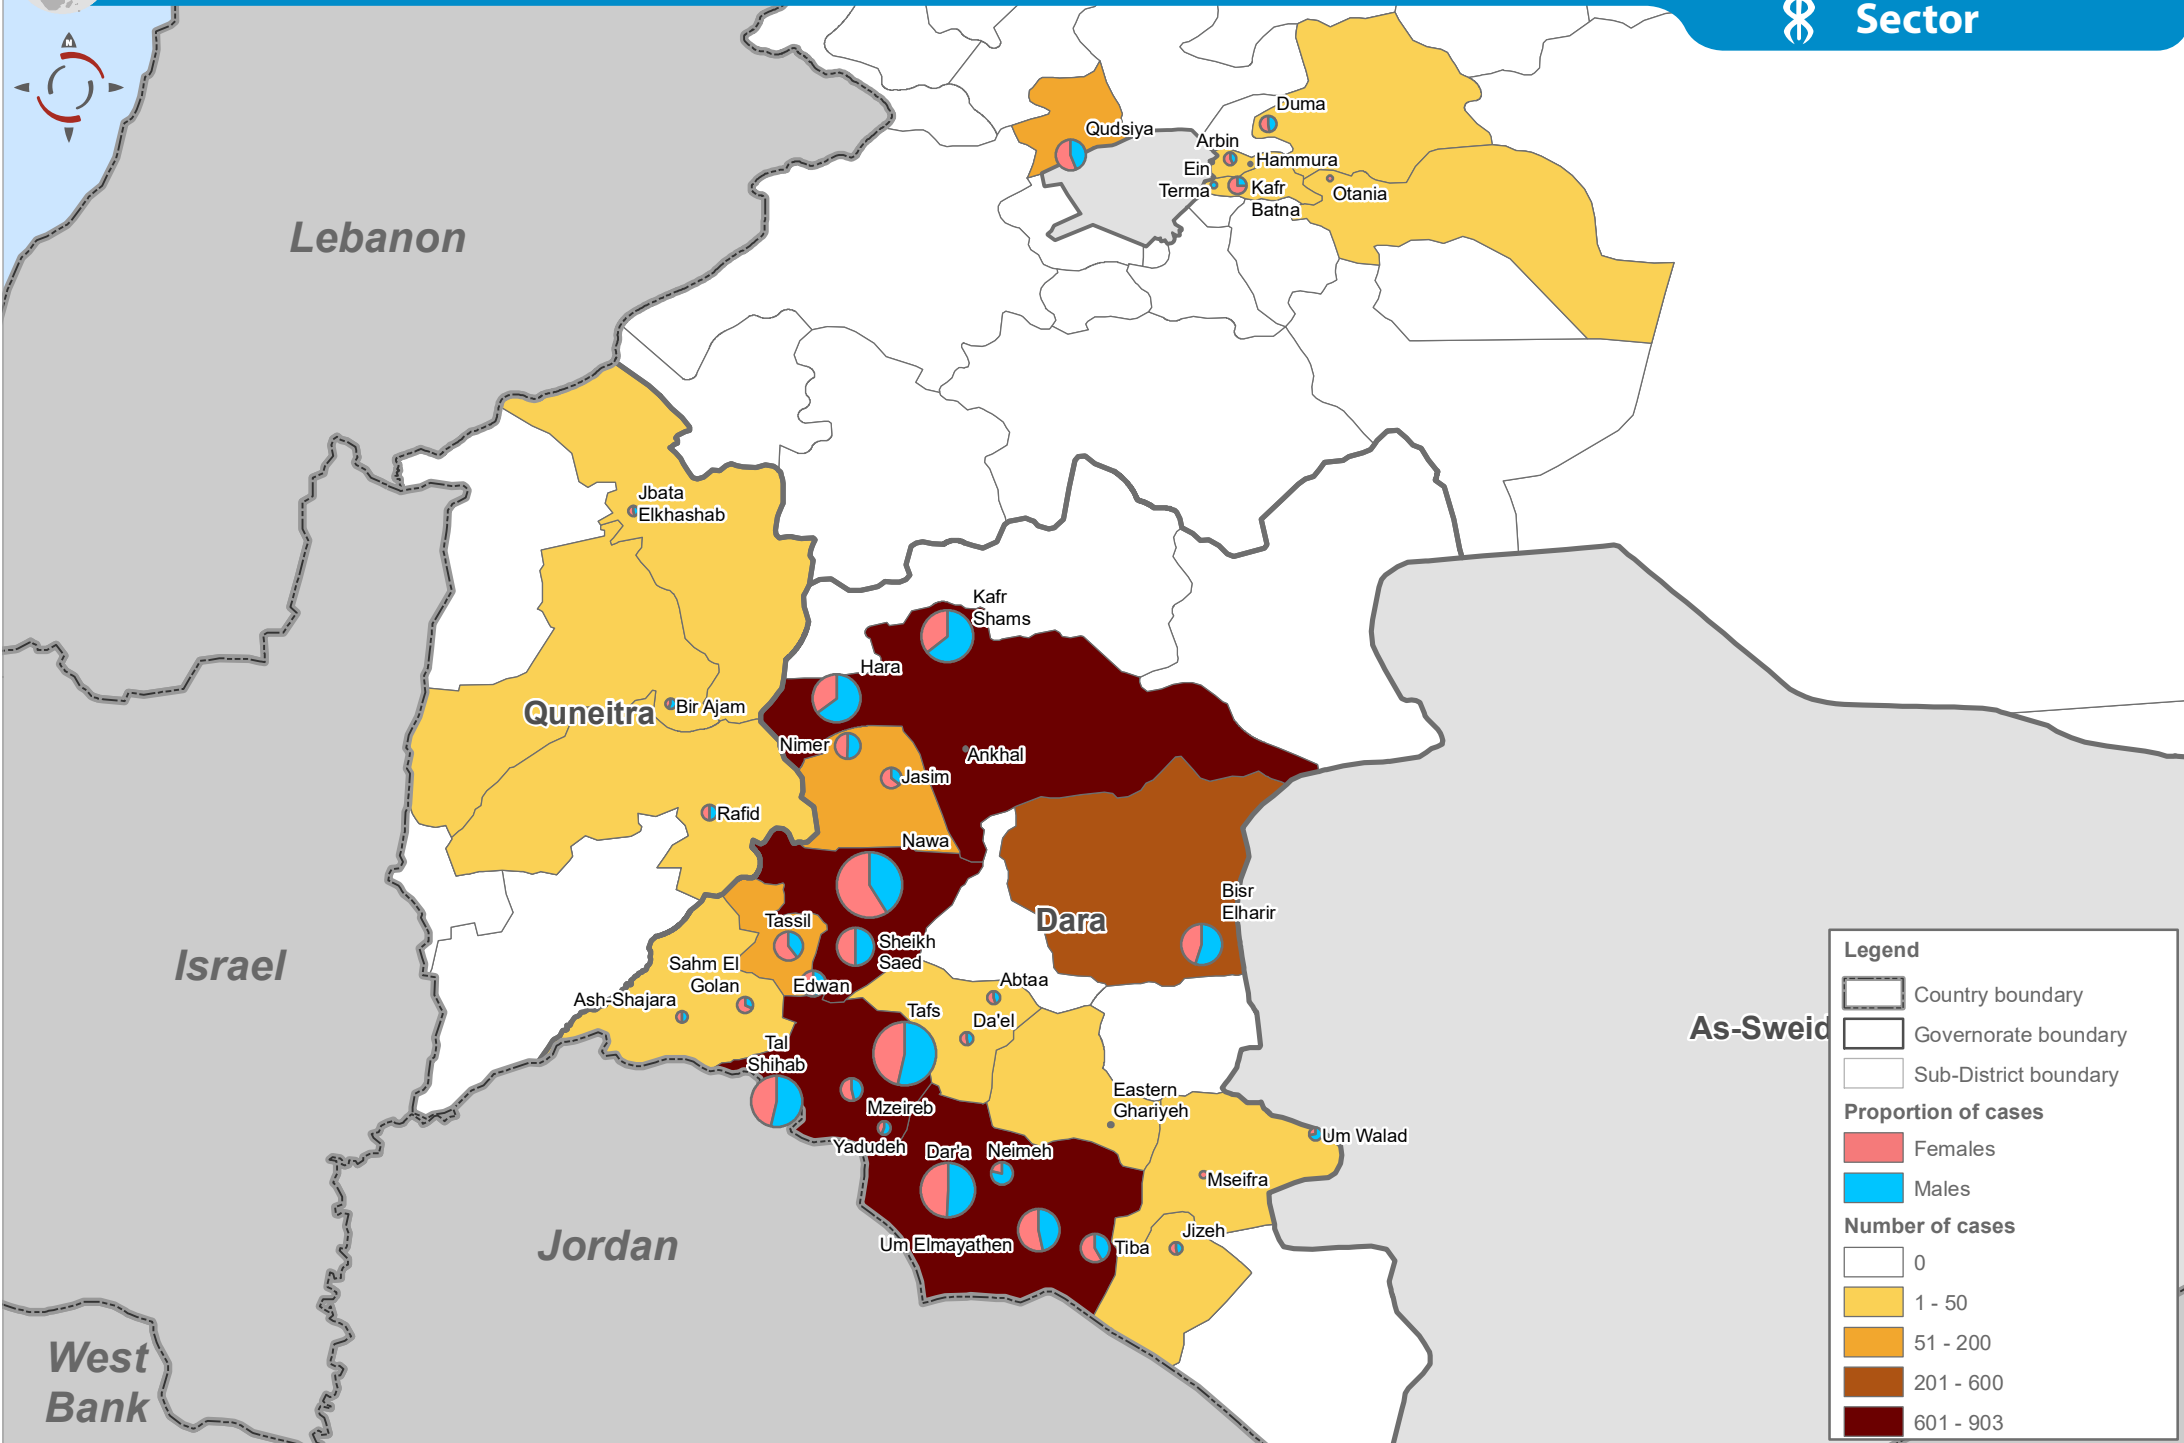 Sector
N
Duma
Qudsiya
Arbin
Hammura
Ein
Terma
Kafr
Batna
Otania
Lebanon
Jbata
Elkhashab
Kafr
Shams
Hara
Quneitra
Bir Ajam
Nimer
Ankhal
Jasim
Rafid
Nawa
Bisr
Elharir
Dara
Tassil
Sheikh
Saed
Sahm El
Golan
Edwan
Abtaa
Israel
Ash-Shajara
Tafs
Da'el
Tal
Shihab
As-Sweid
Eastern
Ghariyeh
Mzeireb
Um Walad
Yadudeh
Dar'a
Neimeh
Mseifra
Jizeh
Um Elmayathen
Tiba
Jordan
West
Bank
Legend
Country boundary
Governorate boundary
Sub-District boundary
Proportion of cases
Females
Males
Number of cases
0
1 - 50
51 - 200
201 - 600
601 - 903